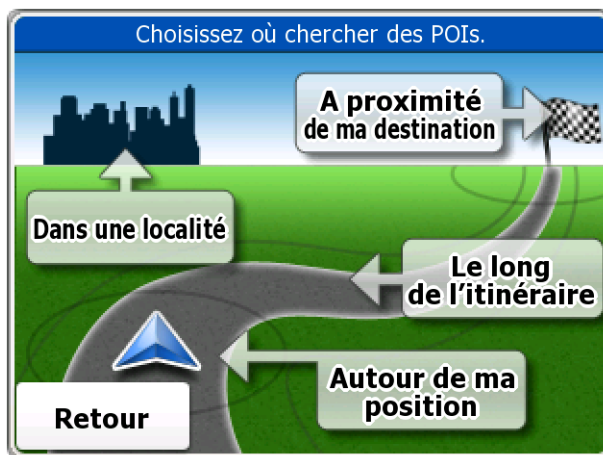 Choisissez où chercher des POIs.
A proximité
de ma destination
Dans une localité
Le long
de l'itinéraire
Autour de ma
position
Retour